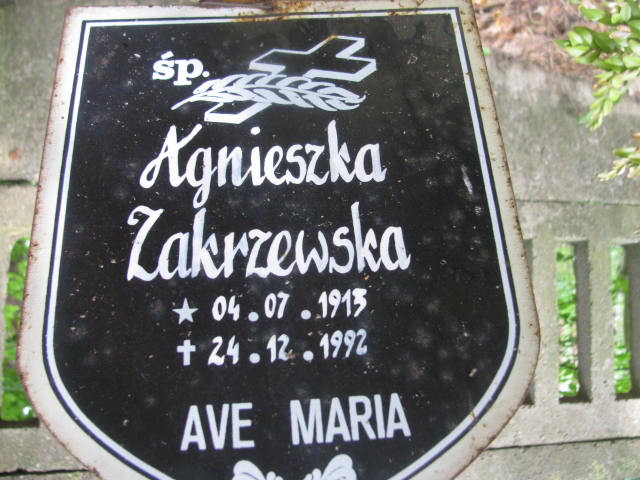 śp.
Agnieszka
Zakrzewska
★ 04.07.1913
✝ 24.12.1992
AVE MARIA